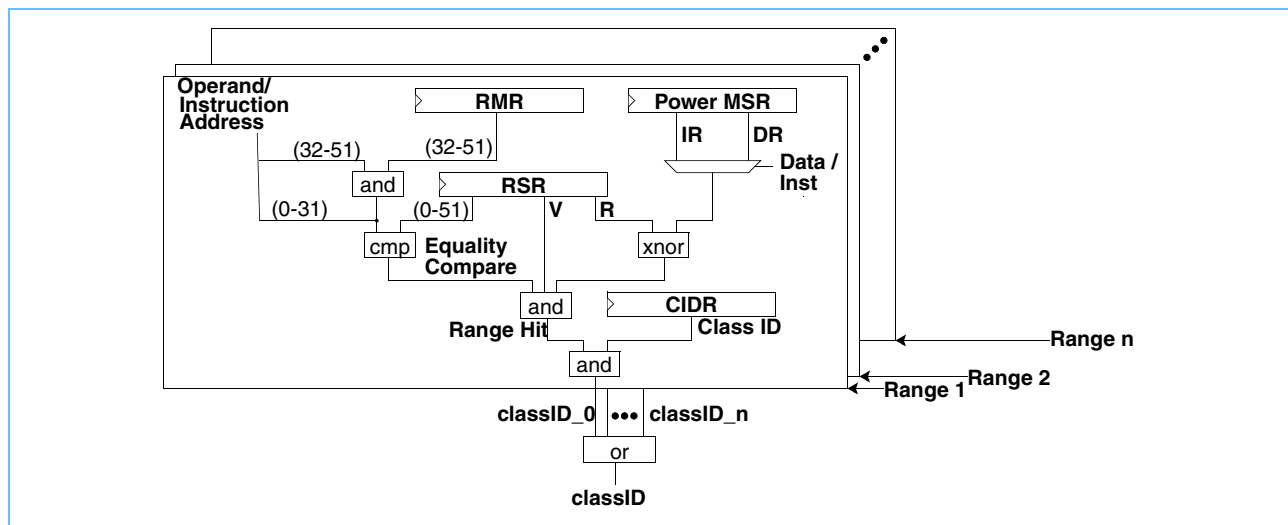 Operand/
Instruction
Address
RMR
Power MSR
IR DR
(32-51) (32-51)
Data /
Inst
and
RSR
(0-31) (0-51) V R
cmp
Equality
Compare
xnor
and
CIDR
Range Hit
Class ID
and
Range n
Range 2
Range 1
classID_0 ••• classID_n
or
classID